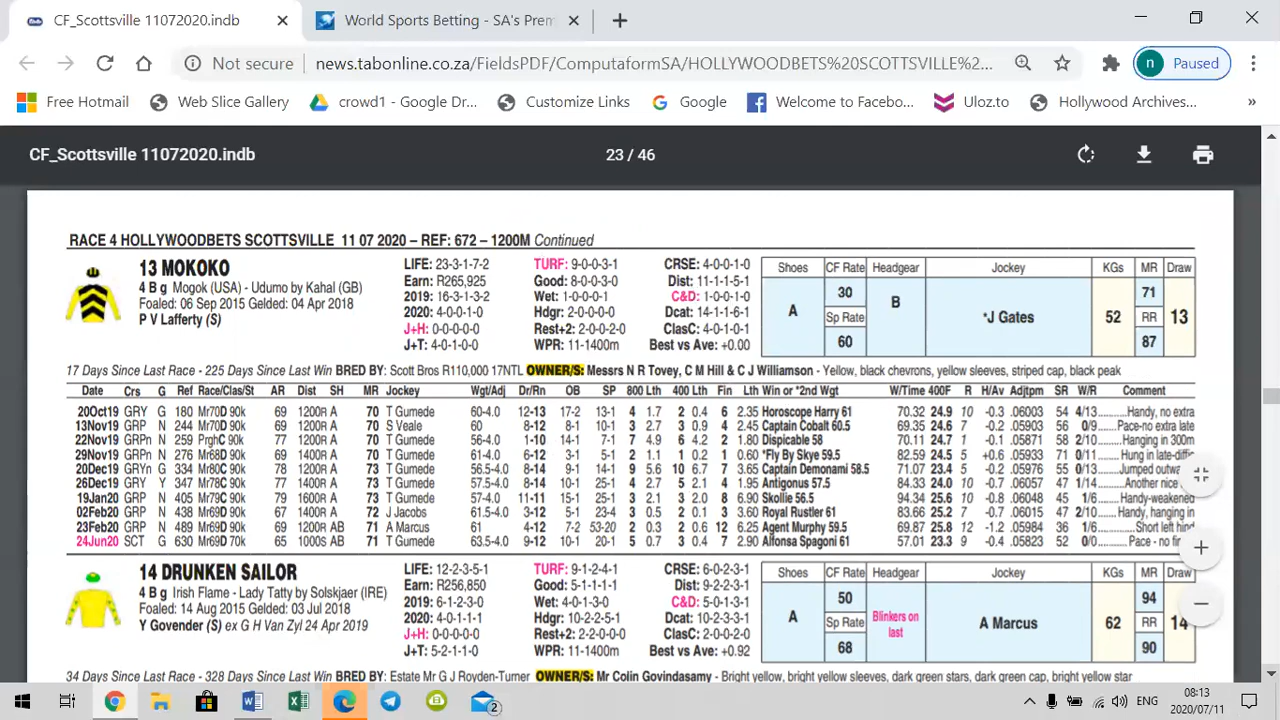 CF_Scottsville 11072020.indb
World Sports Betting - SA's Prem
Not secure
news.tabonline.co.za/FieldsPDF/ComputaformSA/HOLLYWOODBETS%20SCOTTSVILLE%2...
n Paused
Free Hotmail Web Slice Gallery crowd1 - Google Dr... Customize Links Google Welcome to Facebo... Uloz.to Hollywood Archives... »
CF_Scottsville 11072020.indb 23 / 46
RACE 4 HOLLYWOODBETS SCOTTSVILLE 11 07 2020 – REF: 672 – 1200M Continued
13 MOKOKO
4 B g Mogok (USA) - Udumo by Kahal (GB)
Foaled: 06 Sep 2015 Gelded: 04 Apr 2018
P V Lafferty (S)
LIFE: 23-3-1-7-2 TURF: 9-0-0-3-1 CRSE: 4-0-0-1-0
Earn: R265,925 Good: 8-0-0-3-0 Dist: 11-1-1-5-1
2019: 16-3-1-3-2 Wet: 1-0-0-0-1 C&D: 1-0-0-1-0
2020: 4-0-0-1-0 Hdgr: 2-0-0-0-0 Dcat: 14-1-1-6-1
J+H: 0-0-0-0-0 Rest+2: 2-0-0-2-0 ClasC: 4-0-1-0-1
J+T: 4-0-1-0-0 WPR: 11-1400m Best vs Ave: +0.00
Shoes CF Rate Headgear Jockey KGs MR Draw
A 30 B *J Gates 52 71 13
Sp Rate RR
60 87
17 Days Since Last Race - 225 Days Since Last Win BRED BY: Scott Bros R110,000 17NTL OWNER/S: Messrs N R Tovey, C M Hill & C J Williamson - Yellow, black chevrons, yellow sleeves, striped cap, black peak
Date Crs G Ref Race/Clas/St AR Dist SH MR Jockey Wgt/Adj Dr/Rn OB SP 800 Lth 400 Lth Fin Lth Win or *2nd Wgt W/Time 400F R H/Av Adjtpm SR W/R Comment
20Oct19 GRY G 180 Mr70D 90k 69 1200R A 70 T Gumede 60-4.0 12-13 17-2 13-1 4 1.7 2 0.4 6 2.35 Horoscope Harry 61 70.32 24.9 10 -0.3 .06003 54 4/13 Handy, no extra
13Nov19 GRP N 244 Mr70D 90k 69 1200R A 70 S Veale 60 8-12 8-1 10-1 3 2.7 3 0.9 4 2.45 Captain Cobalt 60.5 69.35 24.6 7 -0.2 .05903 56 0/9 Pace-no extra late
22Nov19 GRPn N 259 PrghC 90k 77 1200R A 70 T Gumede 56-4.0 1-10 14-1 7-1 7 4.9 6 4.2 2 1.80 Dispicable 58 70.11 24.7 1 -0.1 .05871 58 2/10 Hanging in 300m
29Nov19 GRP N 276 Mr68D 90k 69 1400R A 70 T Gumede 61-4.0 6-12 3-1 5-1 2 1.1 1 0.2 1 0.60 *Fly By Skye 59.5 82.59 24.5 5 +0.6 .05933 71 0/11 Hung in late-diff
20Dec19 GRYn G 334 Mr80C 90k 78 1200R A 73 T Gumede 56.5-4.0 8-14 9-1 14-1 9 5.6 10 6.7 7 3.65 Captain Demonami 58.5 71.07 23.4 5 -0.2 .05976 55 0/13 Jumped outwa
26Dec19 GRY Y 347 Mr78C 90k 77 1400R A 73 T Gumede 57.5-4.0 8-14 10-1 25-1 4 2.7 5 2.1 4 1.95 Antigonus 57.5 84.33 24.0 10 -0.7 .06057 47 1/14 Another nice
19Jan20 GRP N 405 Mr79C 90k 79 1600R A 73 T Gumede 57-4.0 11-11 15-1 25-1 3 2.1 3 2.0 8 6.90 Skollie 56.5 94.34 25.6 10 -0.8 .06048 45 1/6 Handy-weakened
02Feb20 GRP N 438 Mr69D 90k 67 1400R A 72 J Jacobs 61.5-4.0 3-12 5-1 23-4 3 0.5 2 0.1 3 3.60 Royal Rustler 61 83.66 25.2 7 -0.7 .06015 47 2/10 Handy, hanging in
23Feb20 GRP N 489 Mr69D 90k 69 1200R AB 71 A Marcus 61 4-12 7-2 53-20 2 0.3 2 0.6 12 6.25 Agent Murphy 59.5 69.87 25.8 12 -1.2 .05984 36 1/6 Short left hind
24Jun20 SCT G 630 Mr69D 70k 65 1000S AB 71 T Gumede 63.5-4.0 9-12 10-1 20-1 5 0.7 3 0.4 7 2.90 Alfonsa Spagoni 61 57.01 23.3 9 -0.4 .05823 52 0/0 Pace - no fin
14 DRUNKEN SAILOR
4 B g Irish Flame - Lady Tatty by Solskjaer (IRE)
Foaled: 14 Aug 2015 Gelded: 03 Jul 2018
Y Govender (S) ex G H Van Zyl 24 Apr 2019
LIFE: 12-2-3-5-1 TURF: 9-1-2-4-1 CRSE: 6-0-2-3-1
Earn: R256,850 Good: 5-1-1-1-1 Dist: 9-2-2-3-1
2019: 6-1-2-3-0 Wet: 4-0-1-3-0 C&D: 5-0-1-3-1
2020: 4-0-1-1-1 Hdgr: 10-2-2-5-1 Dcat: 10-2-3-3-1
J+H: 0-0-0-0-0 Rest+2: 2-2-0-0-0 ClasC: 2-0-0-2-0
J+T: 5-2-1-1-0 WPR: 11-1400m Best vs Ave: +0.92
Shoes CF Rate Headgear Jockey KGs MR Draw
A 50 Blinkers on last A Marcus 62 94 14
Sp Rate RR
68 90
34 Days Since Last Race - 62 Days Since Last Win BRED BY: Estate Mr G J Royden-Turner OWNER/S: Mr Colin Govindasamy - Bright yellow, bright yellow sleeves, dark green stars, dark green cap, bright yellow star
2 ENG 08:13
2020/07/11